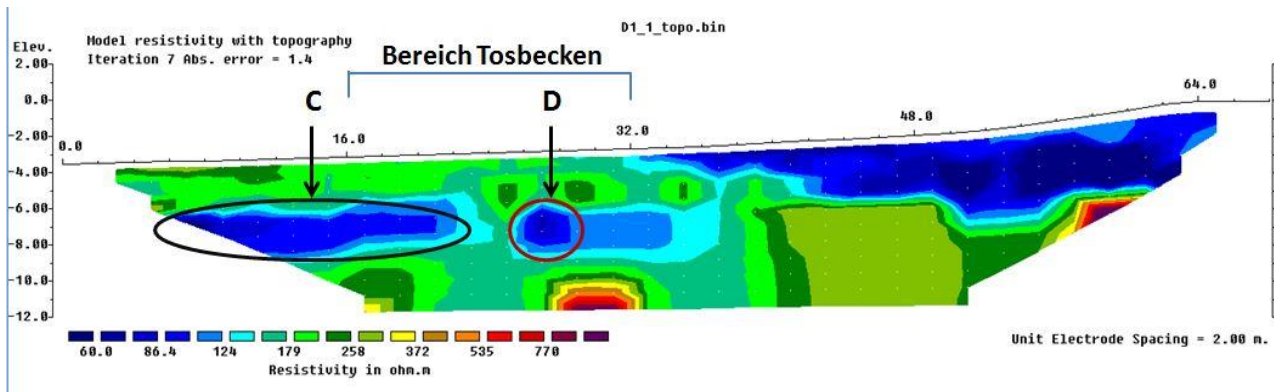 D1_1_topo.bin
Model resistivity with topography
Elev.
Iteration 7 Abs. error = 1.4
Bereich Tosbecken
2.00
0.0
-2.00
-4.00
-6.00
-8.00
-10.0
-12.0
C
D
0.0
16.0
32.0
48.0
64.0
60.0 86.4 124 179 258 372 535 770
Resistivity in ohm.m
Unit Electrode Spacing = 2.00 m.